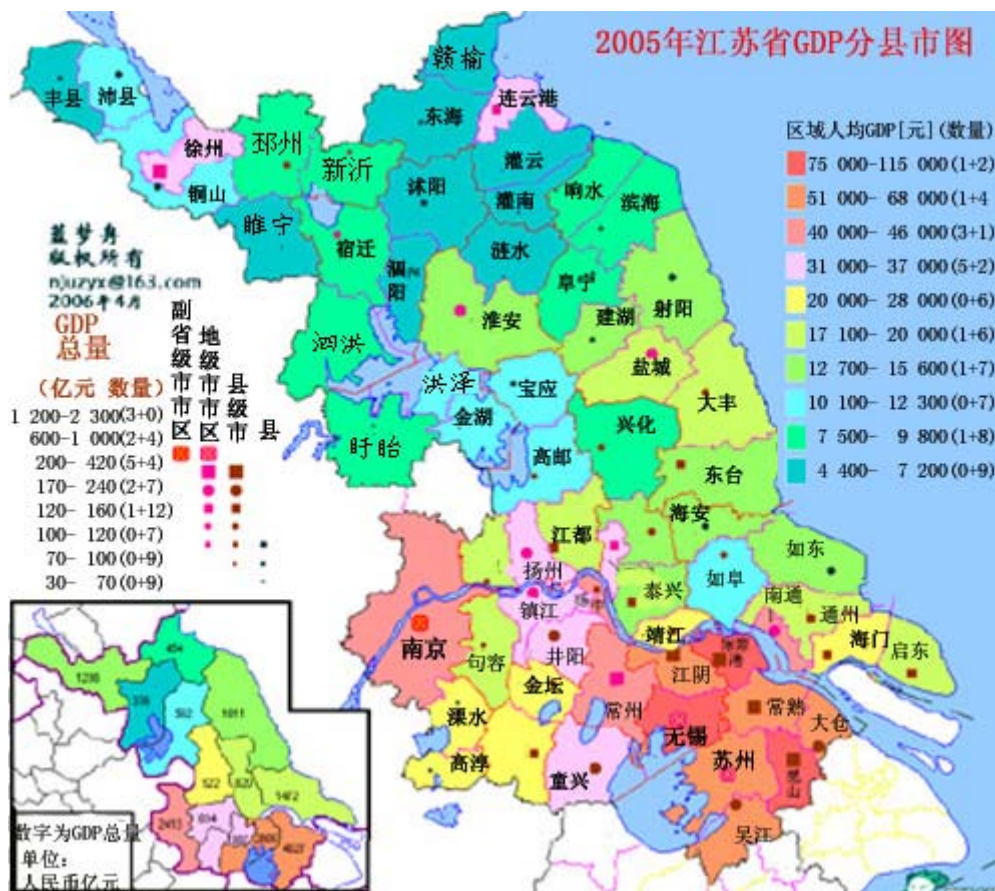 2005年江苏省GDP分县市图
赣榆
连云港
丰县
沛县
东海
徐州
邳州
新沂
灌云
铜山
沭阳
灌南
响水
滨海
睢宁
宿迁
涟水
泗阳
阜宁
射阳
淮安
建湖
泗洪
盐城
洪泽
宝应
大丰
金湖
兴化
盱眙
高邮
东台
海安
江都
如东
扬州
泰兴
如阜
镇江
扬中
南通
通州
南京
靖江
海门
井阳
启东
句容
江阴
金坛
常州
常熟
溧水
无锡
大仓
苏州
高淳
童兴
昆山
吴江
蓝梦舟
版权所有
njuzyx@163.com
2006年4月
GDP
总量
(亿元 数量)
副省级市市区
地级市市区
县级市
县
1 200-2 300(3+0)
600-1 000(2+4)
200- 420(5+4)
170- 240(2+7)
120- 160(1+12)
100- 120(0+7)
70- 100(0+9)
30- 70(0+9)
区域人均GDP[元](数量)
75 000-115 000(1+2)
51 000- 68 000(1+4
40 000- 46 000(3+1)
31 000- 37 000(5+2)
20 000- 28 000(0+6)
17 100- 20 000(1+6)
12 700- 15 600(1+7)
10 100- 12 300(0+7)
7 500- 9 800(1+8)
4 400- 7 200(0+9)
522
数字为GDP总量
单位:
人民币亿元